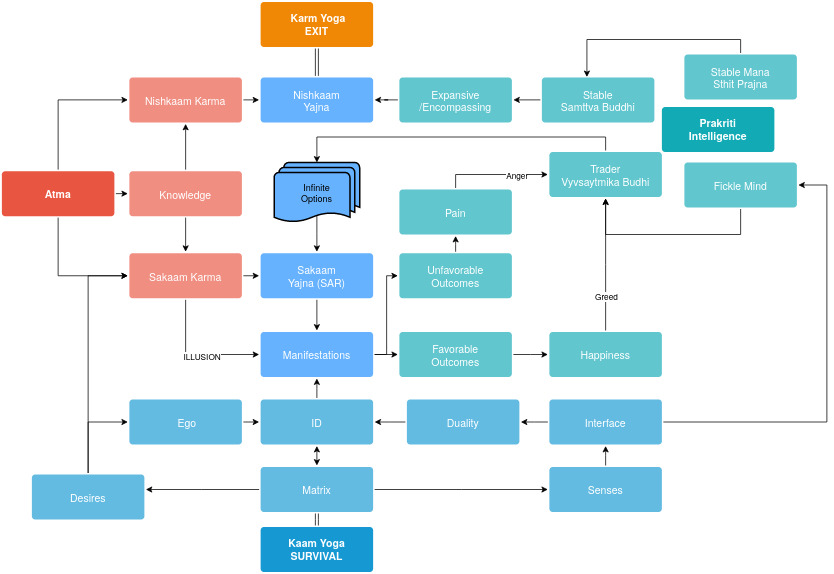 Karm Yoga
EXIT
Stable Mana
Sthit Prajna
Nishkaam Karma
Nishkaam
Yajna
Expansive
/Encompassing
Stable
Samttva Buddhi
Prakriti
Intelligence
Atma
Knowledge
Infinite
Options
Anger
Trader
Vyvsaytmika Budhi
Fickle Mind
Pain
Sakaam Karma
Sakaam
Yajna (SAR)
Unfavorable
Outcomes
Greed
ILLUSION
Manifestations
Favorable
Outcomes
Happiness
Ego
ID
Duality
Interface
Desires
Matrix
Senses
Kaam Yoga
SURVIVAL